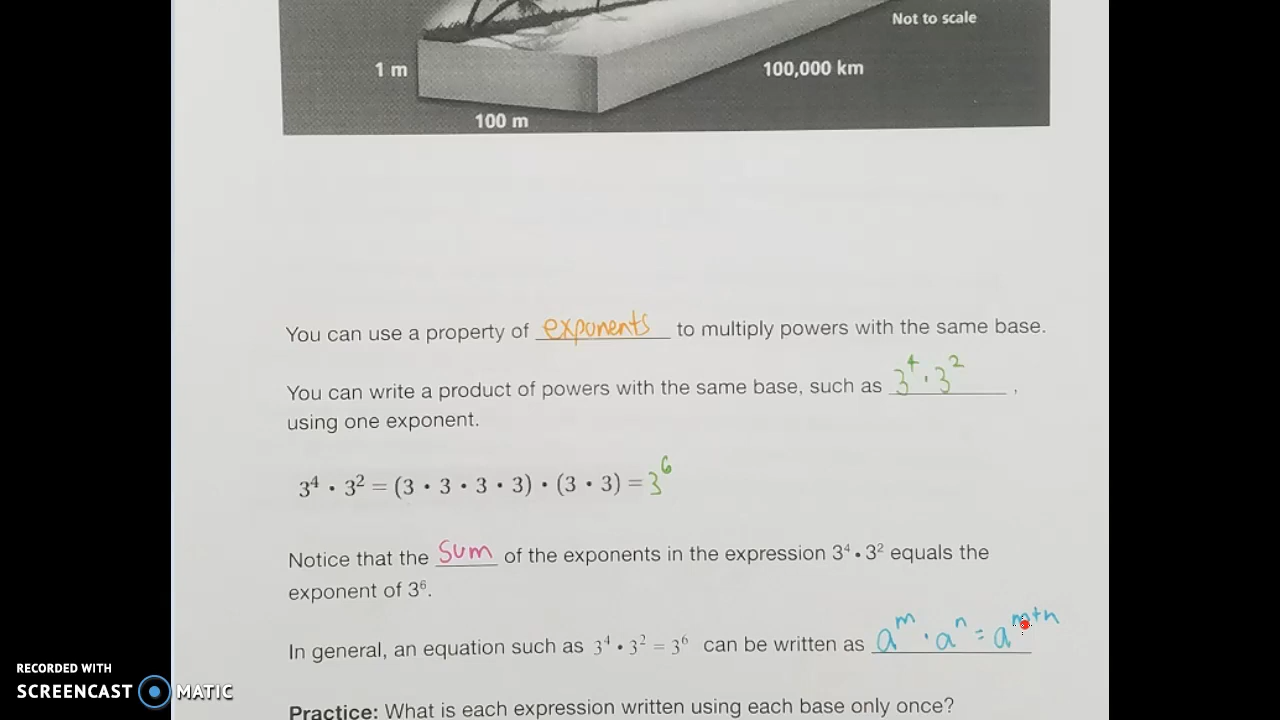 Not to scale
1 m
100,000 km
100 m
You can use a property of exponents to multiply powers with the same base.
You can write a product of powers with the same base, such as 3⁴ · 3² ,
using one exponent.
3⁴ · 3² = (3 · 3 · 3 · 3) · (3 · 3) = 3⁶
Notice that the sum of the exponents in the expression 3⁴ · 3² equals the
exponent of 3⁶.
In general, an equation such as 3⁴ · 3² = 3⁶ can be written as aᵐ · aⁿ = aᵐ⁺ⁿ
Practice: What is each expression written using each base only once?
RECORDED WITH
SCREENCAST MATIC